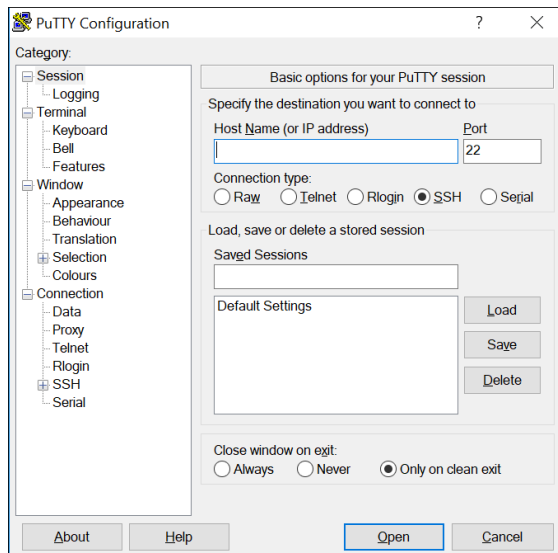 PuTTY Configuration
?
Category:
Session
Logging
Terminal
Keyboard
Bell
Features
Window
Appearance
Behaviour
Translation
Selection
Colours
Connection
Data
Proxy
Telnet
Rlogin
SSH
Serial
Basic options for your PuTTY session
Specify the destination you want to connect to
Host Name (or IP address) Port
22
Connection type:
Raw Telnet Rlogin SSH Serial
Load, save or delete a stored session
Saved Sessions
Default Settings
Load
Save
Delete
Close window on exit:
Always Never Only on clean exit
About Help Open Cancel